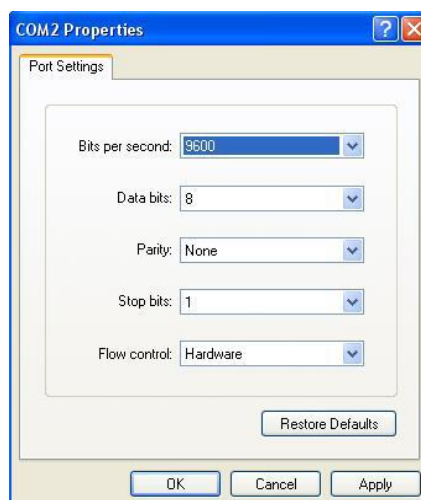 COM2 Properties
Port Settings
Bits per second: 9600
Data bits: 8
Parity: None
Stop bits: 1
Flow control: Hardware
Restore Defaults
OK Cancel Apply